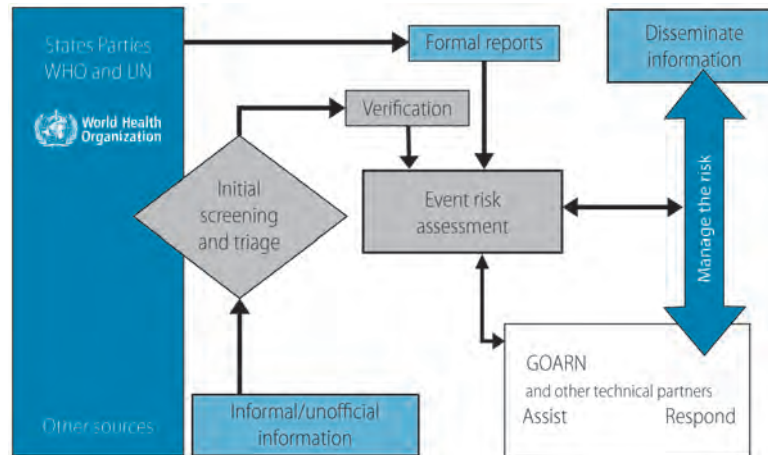 States Parties
WHO and UN
World Health
Organization
Other sources
Formal reports
Verification
Initial
screening
and triage
Informal/unofficial
information
Event risk
assessment
Disseminate
information
Manage the risk
GOARN
and other technical partners
Assist Respond